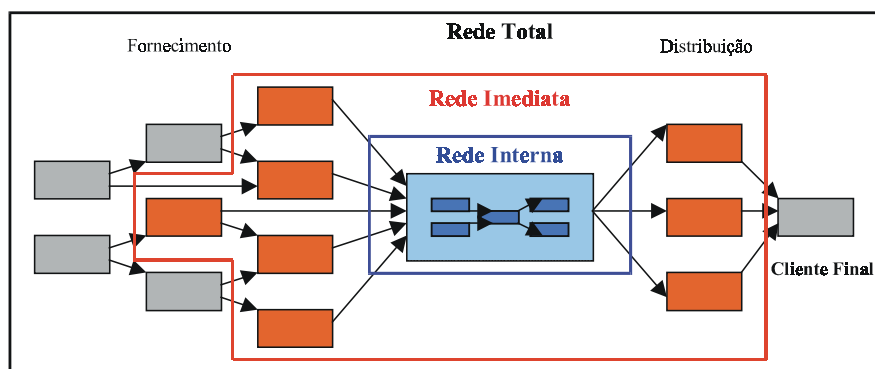 Rede Total
Fornecimento
Distribuição
Rede Imediata
Rede Interna
Cliente Final